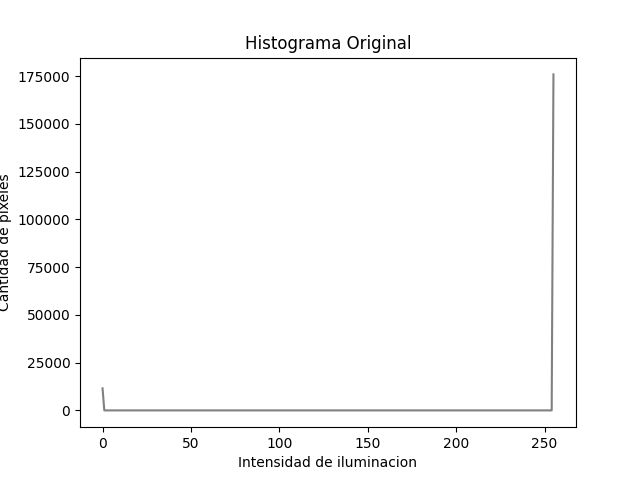 Histograma Original
175000
150000
125000
100000
75000
50000
25000
0
Cantidad de pixeles
0 50 100 150 200 250
Intensidad de iluminacion